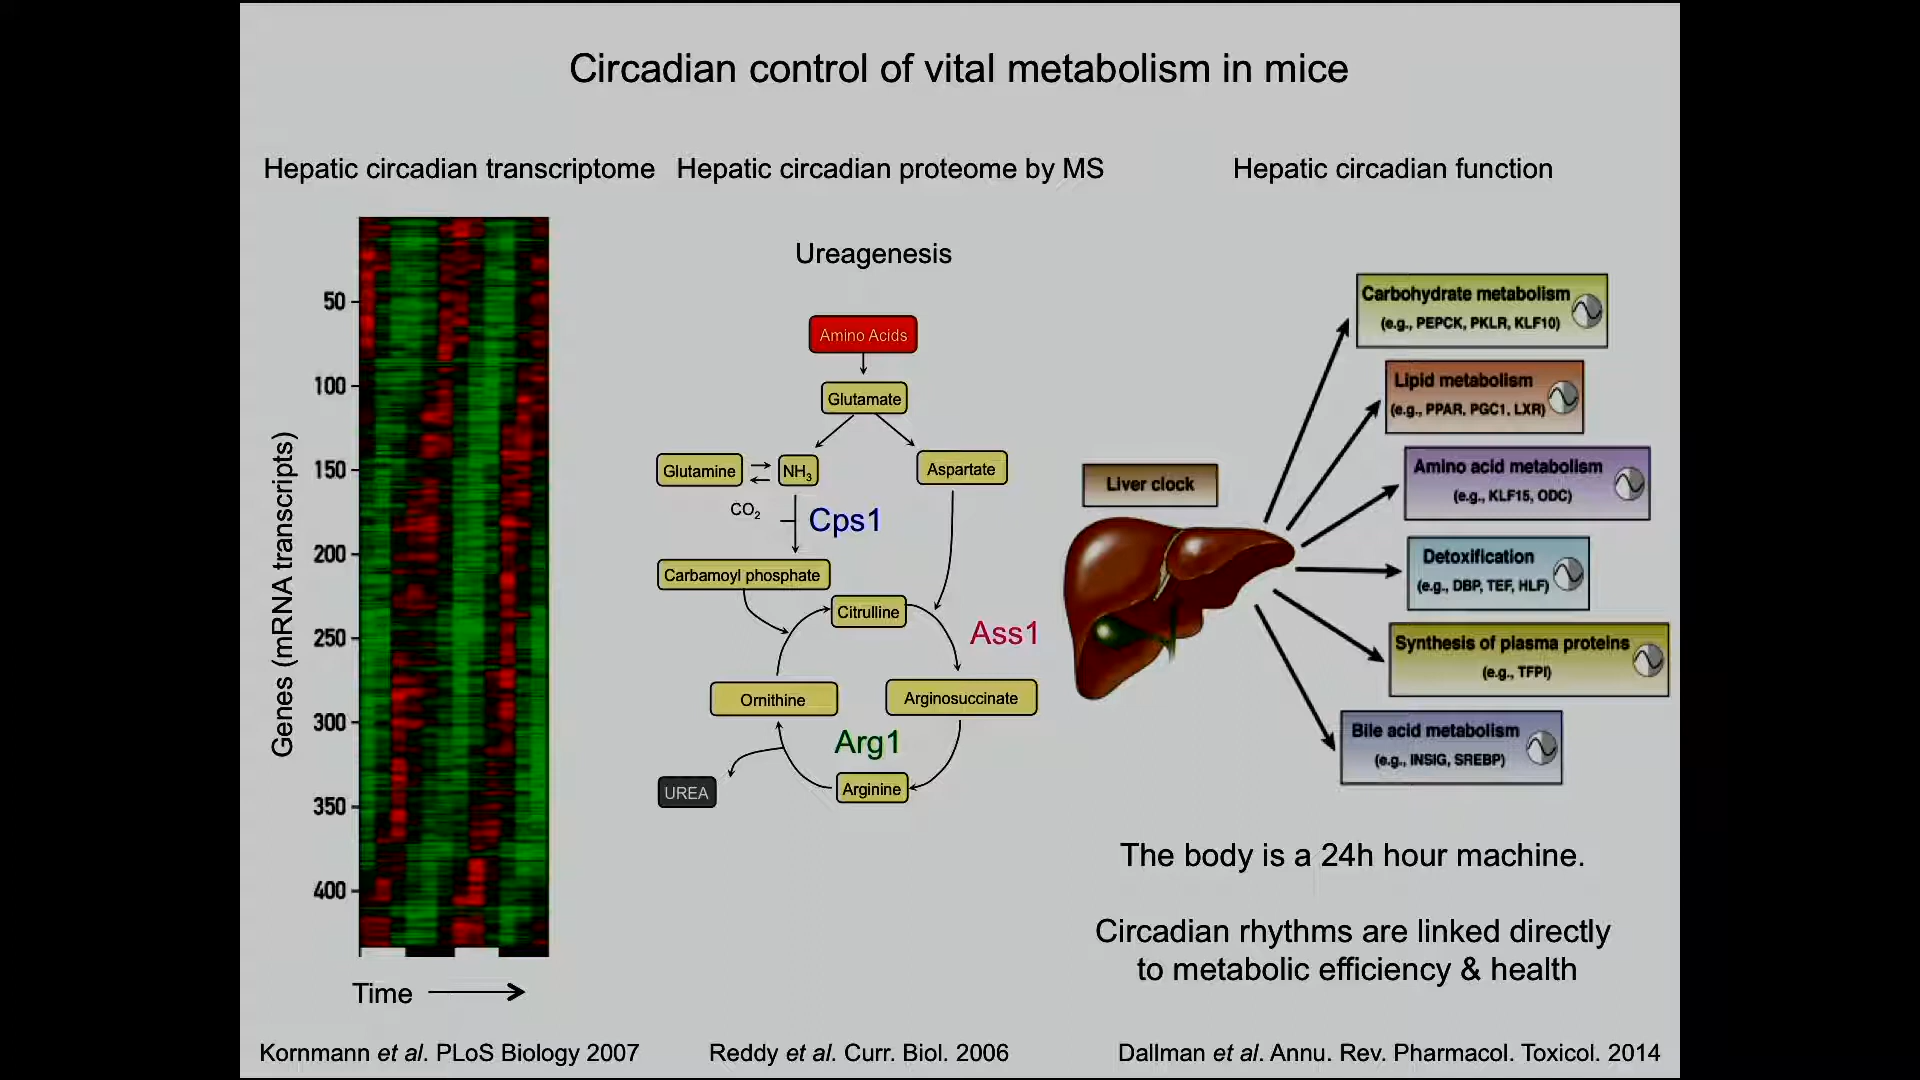 Circadian control of vital metabolism in mice
Hepatic circadian transcriptome
Genes (mRNA transcripts)
50
100
150
200
250
300
350
400
Time
Kornmann et al. PLoS Biology 2007
Hepatic circadian proteome by MS
Ureagenesis
Amino Acids
Glutamate
Glutamine
NH3
Aspartate
CO2
Cps1
Carbamoyl phosphate
Citrulline
Ass1
Ornithine
Arginosuccinate
Arg1
UREA
Arginine
Reddy et al. Curr. Biol. 2006
Hepatic circadian function
Liver clock
Carbohydrate metabolism
(e.g., PEPCK, PKLR, KLF10)
Lipid metabolism
(e.g., PPAR, PGC1, LXR)
Amino acid metabolism
(e.g., KLF15, ODC)
Detoxification
(e.g., DBP, TEF, HLF)
Synthesis of plasma proteins
(e.g., TFPI)
Bile acid metabolism
(e.g., INSIG, SREBP)
The body is a 24h hour machine.
Circadian rhythms are linked directly
to metabolic efficiency & health
Dallman et al. Annu. Rev. Pharmacol. Toxicol. 2014